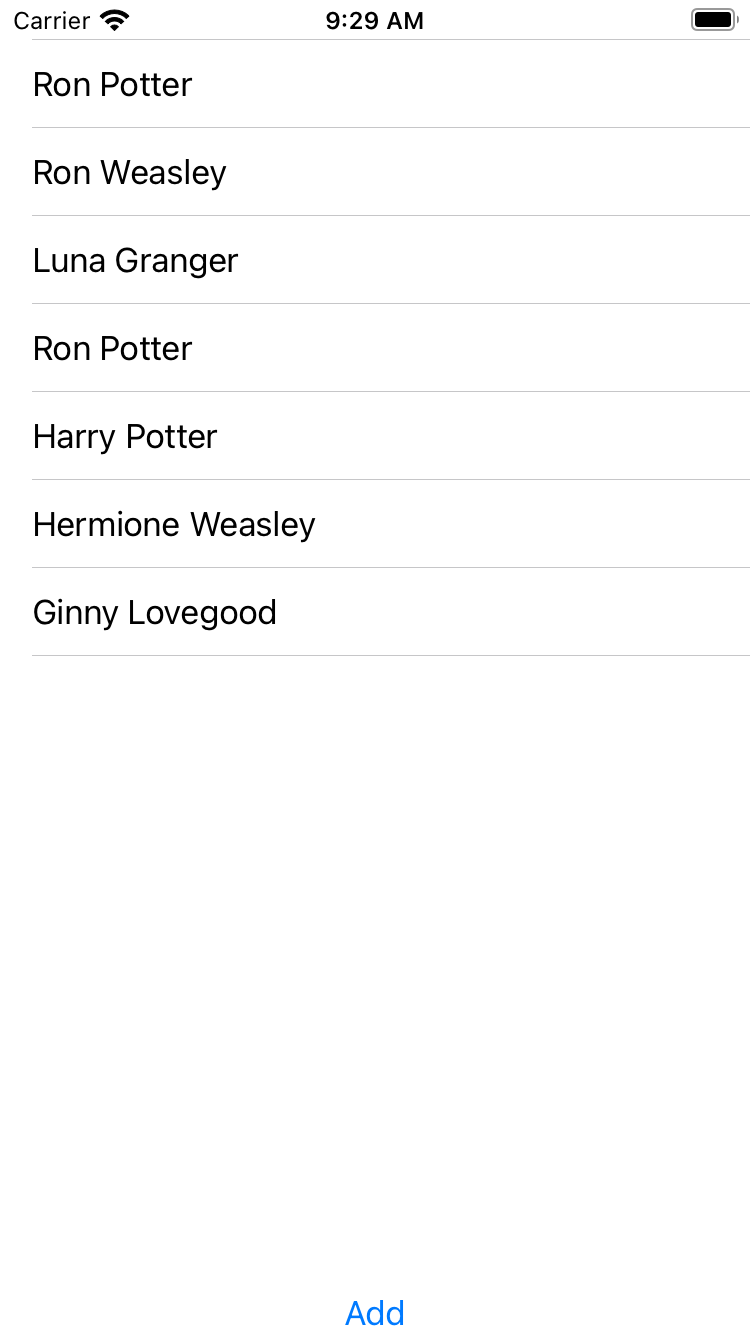 Carrier 9:29 AM
Ron Potter
Ron Weasley
Luna Granger
Ron Potter
Harry Potter
Hermione Weasley
Ginny Lovegood
Add